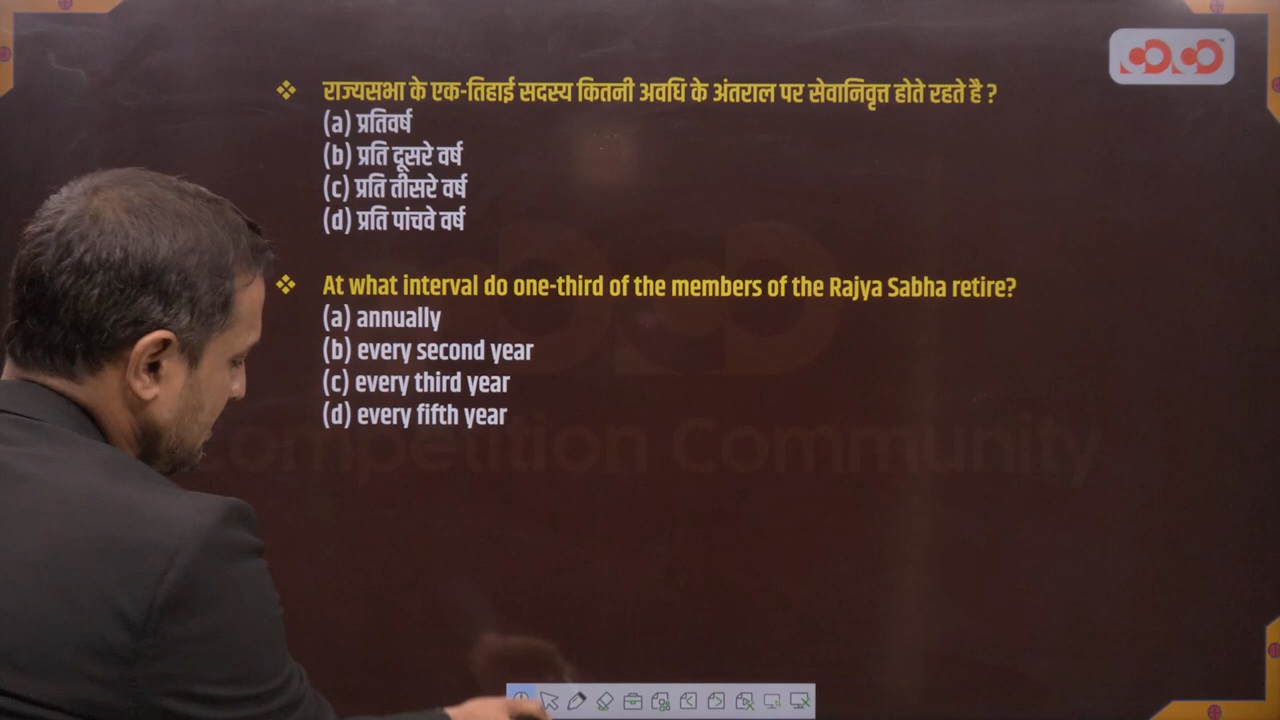 ❖ राज्यसभा के एक-तिहाई सदस्य कितनी अवधि के अंतराल पर सेवानिवृत्त होते रहते है ?
(a) प्रतिवर्ष
(b) प्रति दूसरे वर्ष
(c) प्रति तीसरे वर्ष
(d) प्रति पांचवे वर्ष
❖ At what interval do one-third of the members of the Rajya Sabha retire?
(a) annually
(b) every second year
(c) every third year
(d) every fifth year
Competition Community